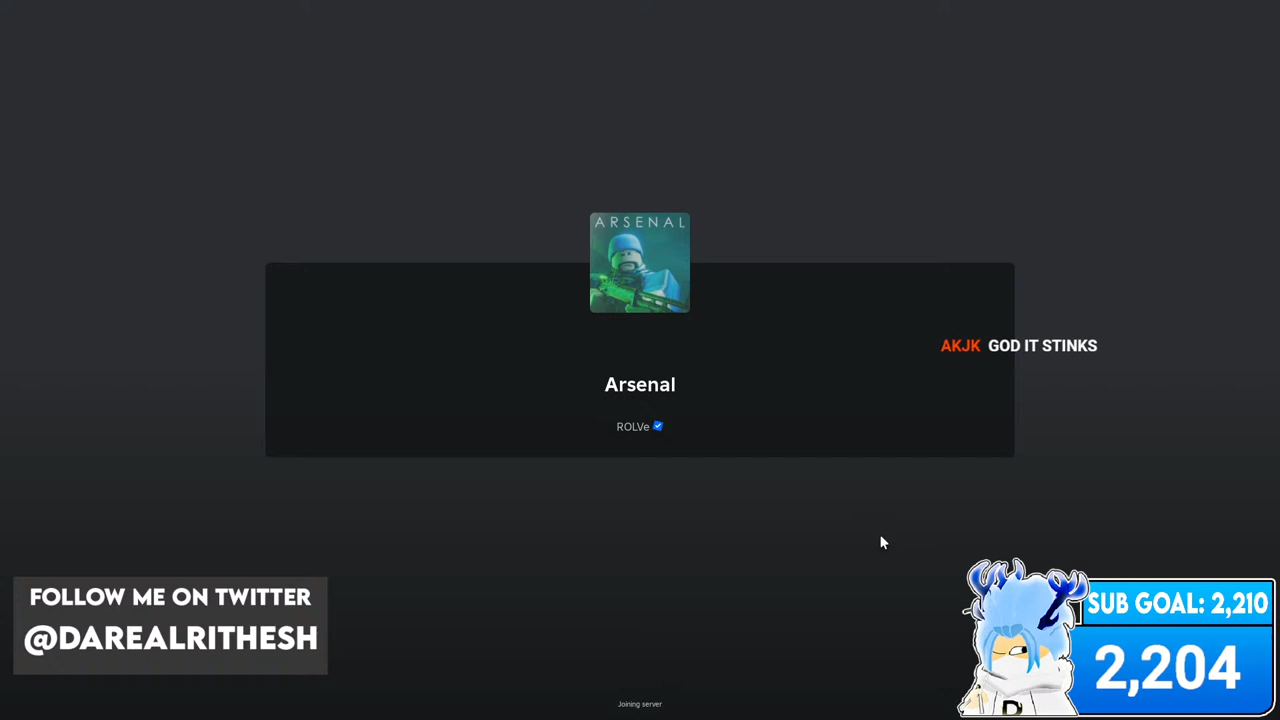 ARSENAL
AKJK GOD IT STINKS
Arsenal
ROLVe
FOLLOW ME ON TWITTER
@DAREALRITHESH
SUB GOAL: 2,210
2,204
Joining server